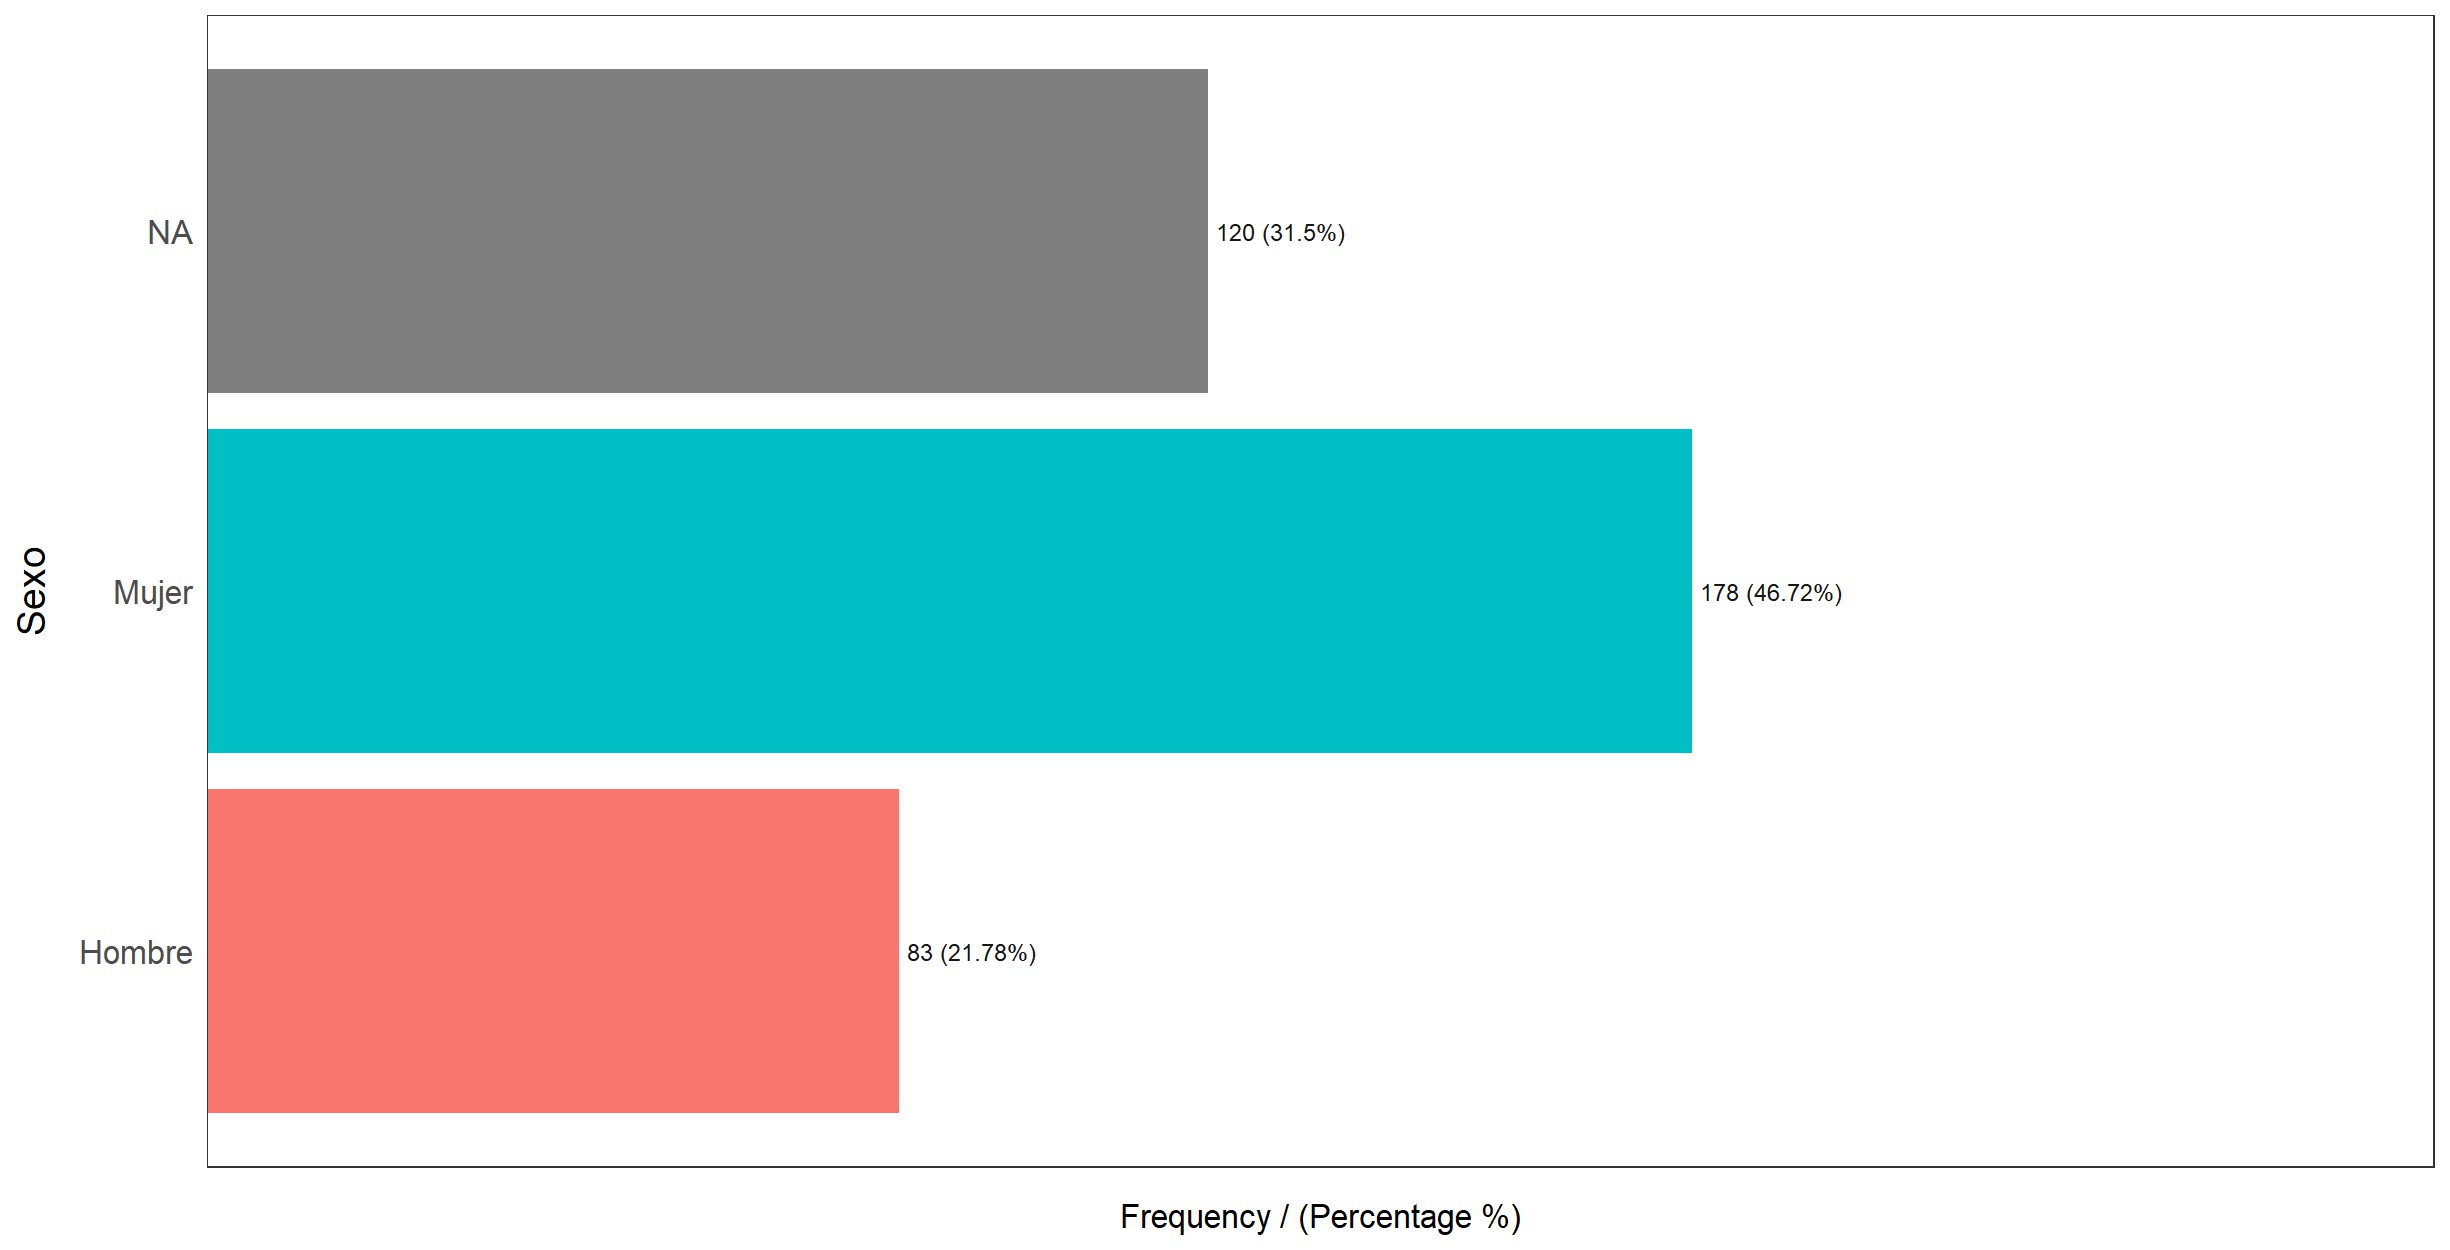 Sexo
NA
120 (31.5%)
Mujer
178 (46.72%)
Hombre
83 (21.78%)
Frequency / (Percentage %)